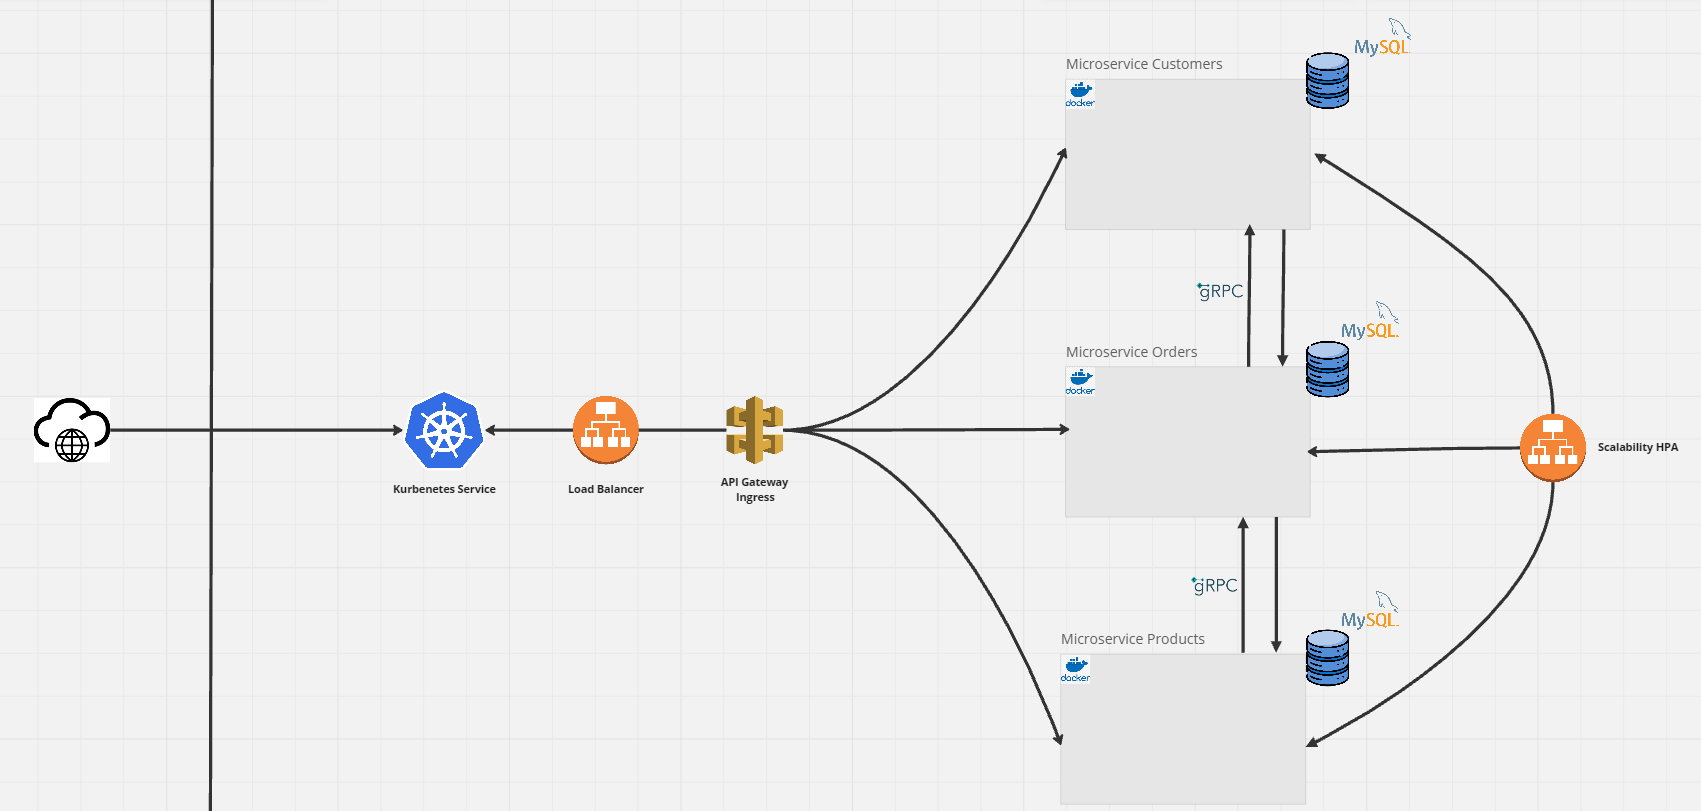 MySQL
Microservice Customers
docker
gRPC
MySQL
Microservice Orders
docker
Scalability HPA
Kurbenetes Service
Load Balancer
API Gateway
Ingress
gRPC
MySQL
Microservice Products
docker